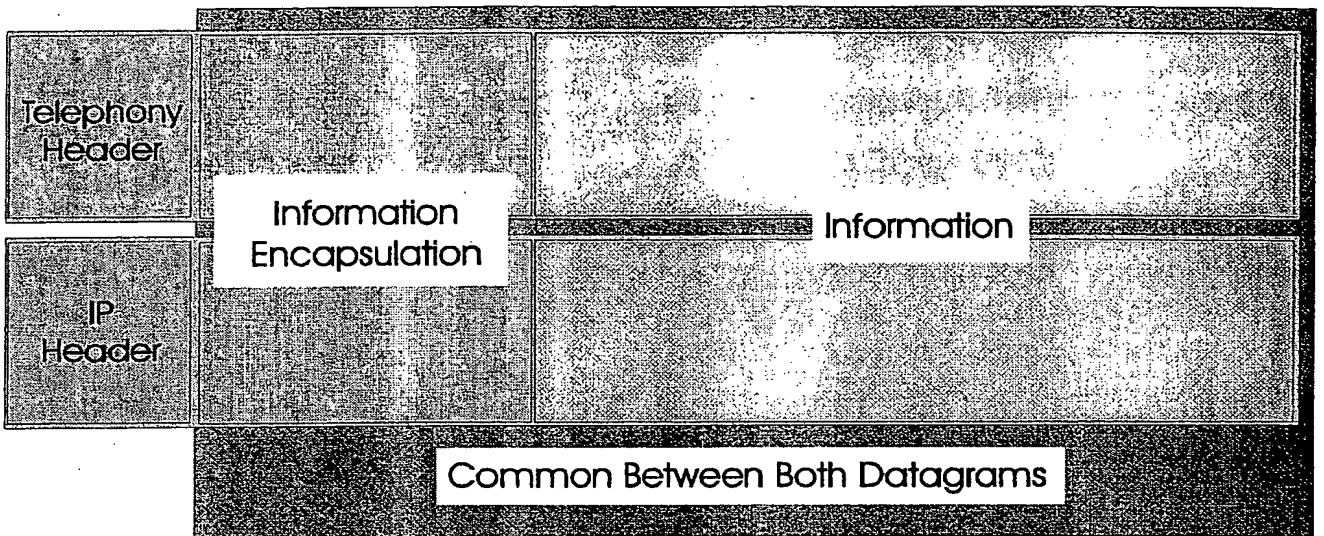 Telephony
Header
Information
Encapsulation
Information
IP
Header
Common Between Both Datagrams